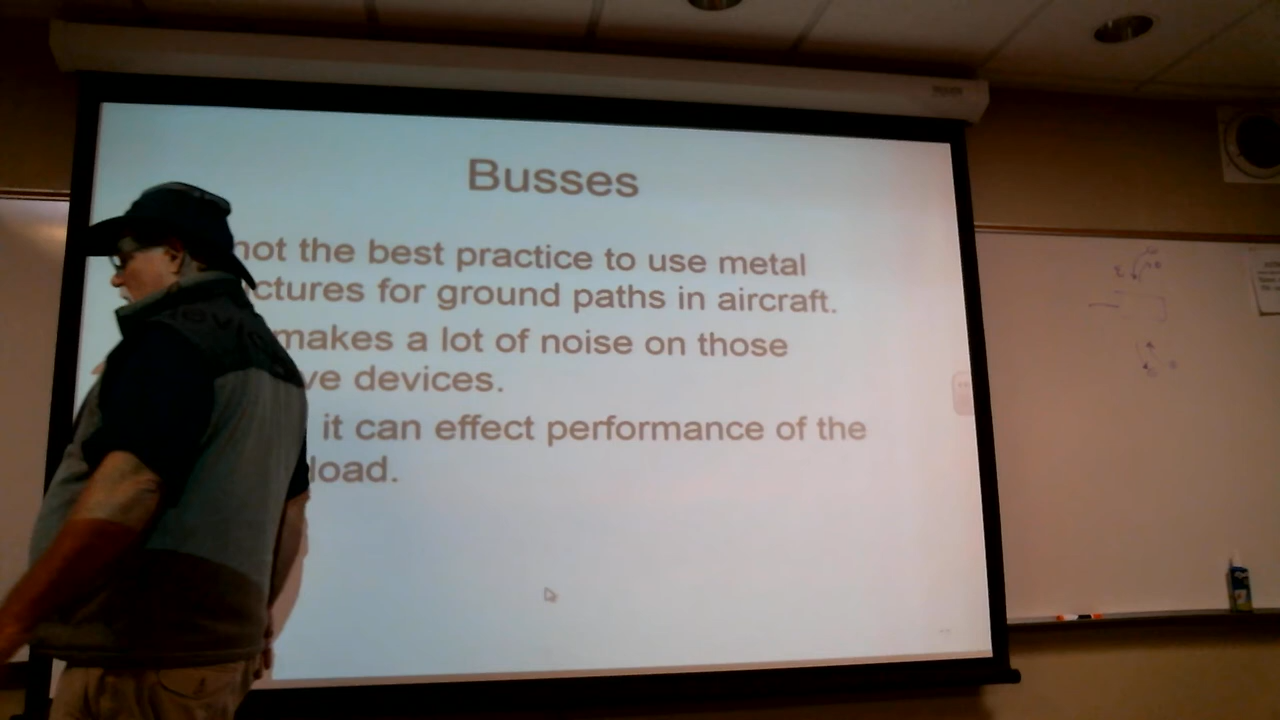 Busses
not the best practice to use metal
ctures for ground paths in aircraft.
makes a lot of noise on those
ve devices.
it can effect performance of the
load.